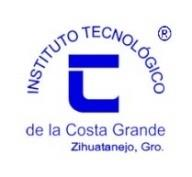 INSTITUTO TECNOLÓGICO ®
de la Costa Grande
Zihuatanejo, Gro.